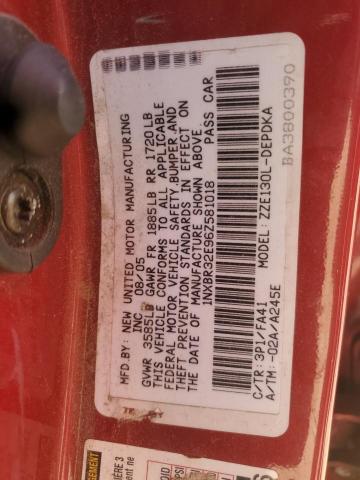 MFD.BY: NEW UNITED MOTOR MANUFACTURING
INC 08/05
GVWR 3585LB GAWR FR 1885LB RR 1720LB
THIS VEHICLE CONFORMS TO ALL APPLICABLE
FEDERAL MOTOR VEHICLE SAFETY,BUMPER,AND
THEFT PREVENTION STANDARDS IN EFFECT ON
THE DATE OF MANUFACTURE SHOWN ABOVE.
1NXBR32E96Z581018 PASS CAR
C/TR: 3P1/FA41 MODEL: ZZE130L-DEPDKA
A/TM: -02A/A245E
BA3800390